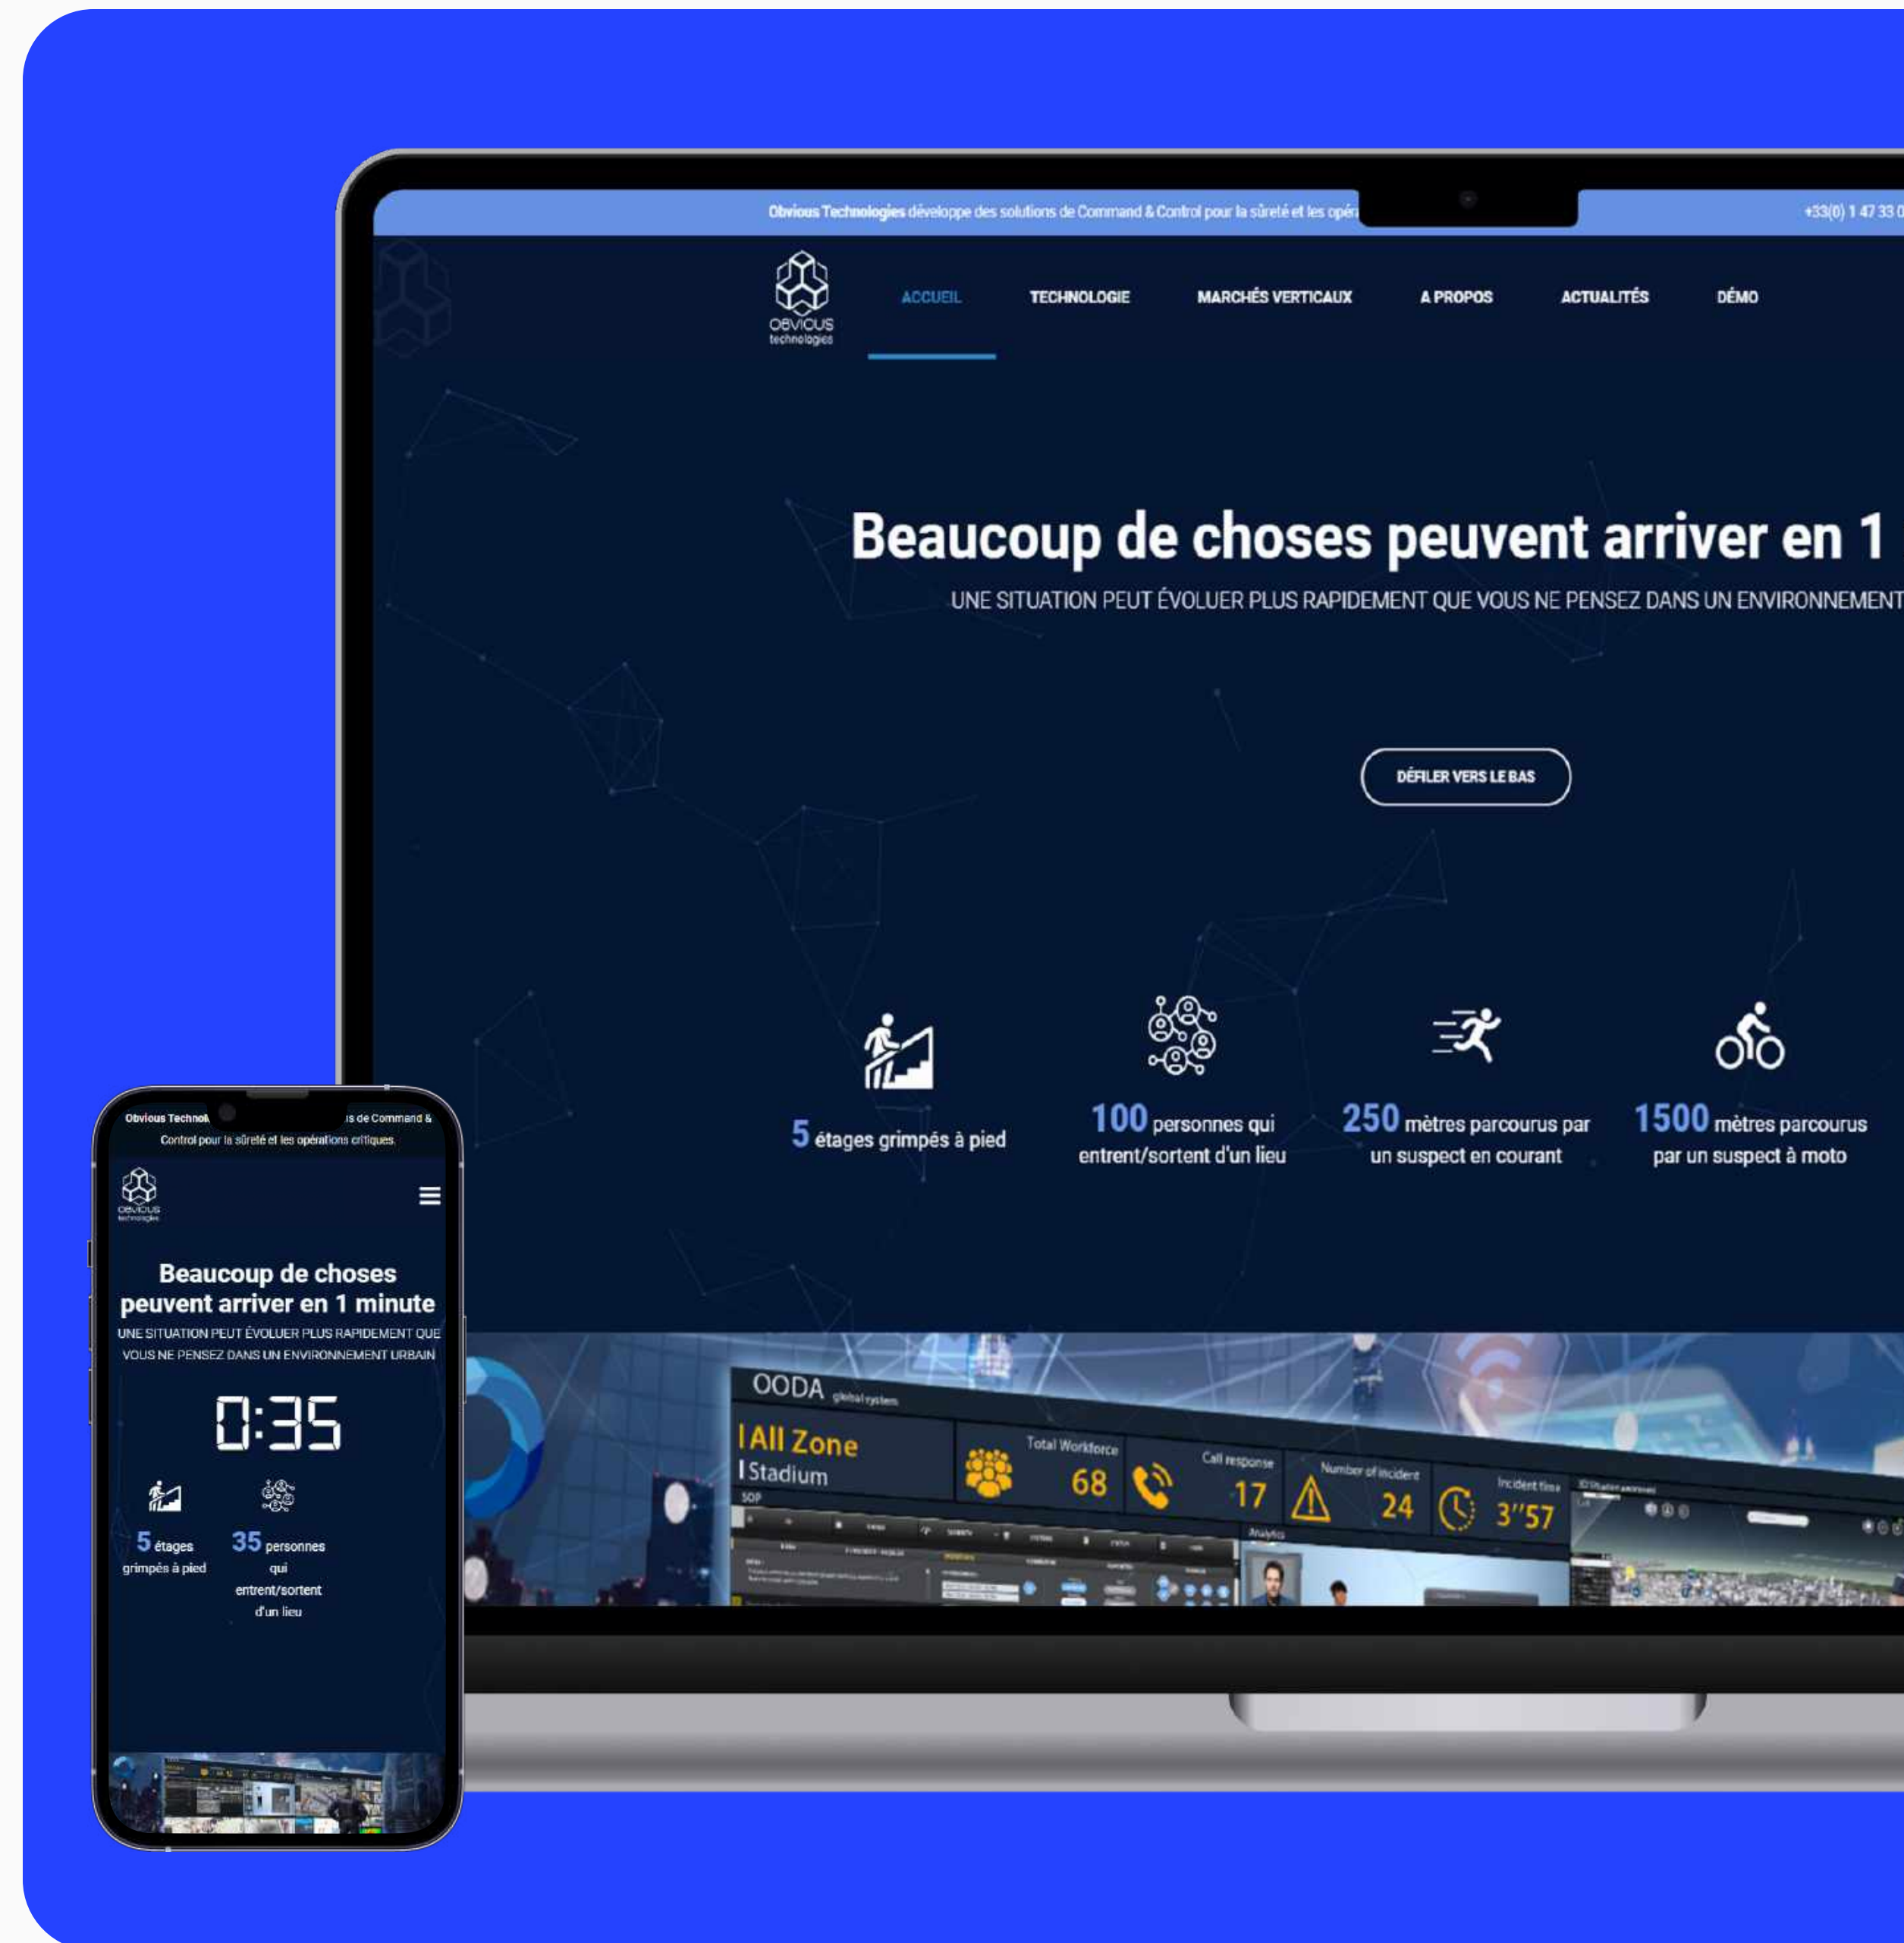 Obvious Technologies développe des solutions de Command & Control pour la sûreté et les
+33(0) 1 47 33
OBVIOUS
technologies
ACCUEIL
TECHNOLOGIE
MARCHÉS VERTICAUX
A PROPOS
ACTUALITÉS
DÉMO
Beaucoup de choses peuvent arriver en 1
UNE SITUATION PEUT ÉVOLUER PLUS RAPIDEMENT QUE VOUS NE PENSEZ DANS UN ENVIRONNEMENT
DÉFILER VERS LE BAS
5 étages grimpés à pied
100 personnes qui
entrent/sortent d'un lieu
250 mètres parcourus par
un suspect en courant
1500 mètres parcourus
par un suspect à moto
OODA global system
All Zone
Stadium
Total Workforce
68
Call response
17
Number of incident
24
Incident time
3"57
SOP
Analytics
Obvious
de Command &
Control pour la sûreté et les opérations critiques.
OBVIOUS
technologies
Beaucoup de choses
peuvent arriver en 1 minute
UNE SITUATION PEUT ÉVOLUER PLUS RAPIDEMENT QUE
VOUS NE PENSEZ DANS UN ENVIRONNEMENT URBAIN
0:35
5 étages
grimpés à pied
35 personnes
qui
entrent/sortent
d'un lieu